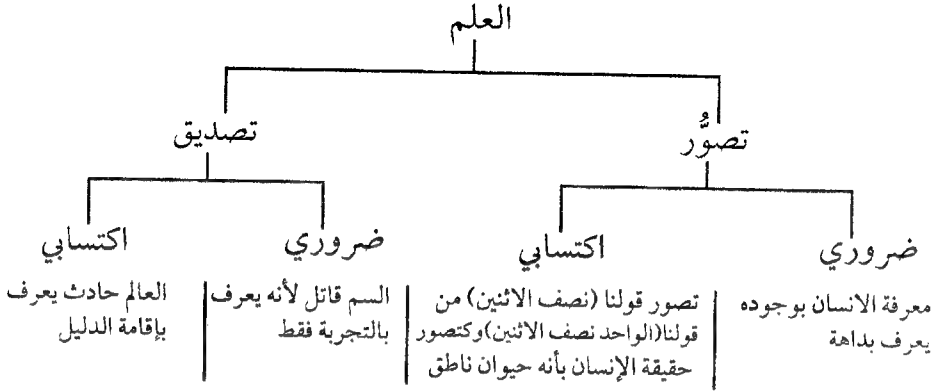 العلم
تصوُّر
تصديق
ضروري
اكتسابي
ضروري
اكتسابي
معرفة الانسان بوجوده
يعرف بداهة
تصور قولنا (نصف الاثنين) من
قولنا(الواحد نصف الاثنين)وكتصور
حقيقة الإنسان بأنه حيوان ناطق
السم قاتل لأنه يعرف
بالتجربة فقط
العالم حادث يعرف
بإقامة الدليل